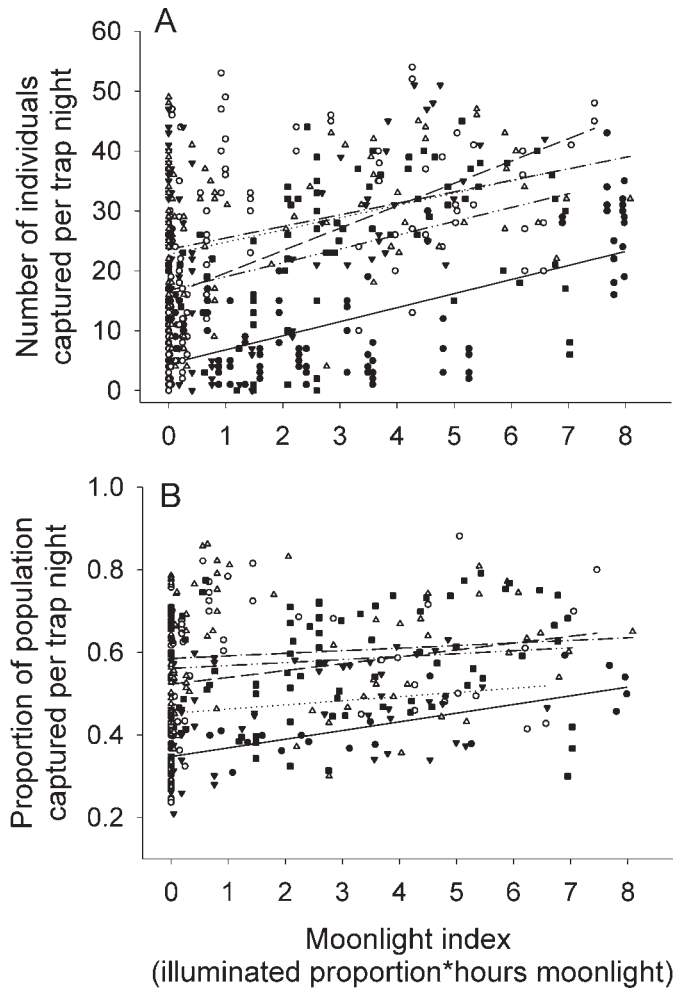 A
Number of individuals
captured per trap night
60
50
40
30
20
10
0
0 1 2 3 4 5 6 7 8
B
Proportion of population
captured per trap night
1.0
0.8
0.6
0.4
0.2
0 1 2 3 4 5 6 7 8
Moonlight index
(illuminated proportion*hours moonlight)